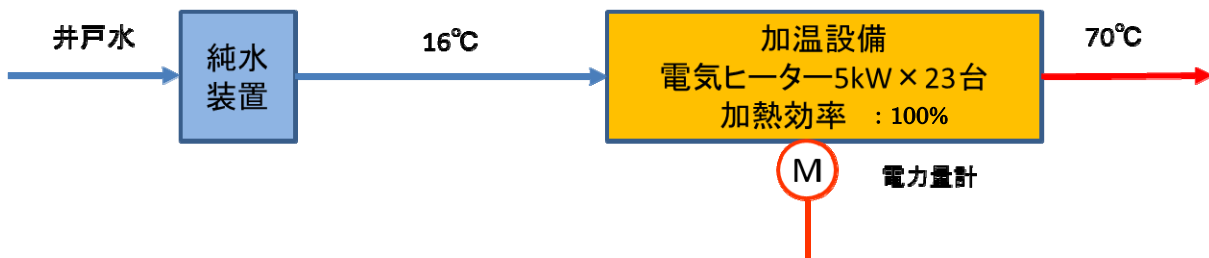 井戸水
純水
装置
16℃
加温設備
電気ヒーター5kW×23台
加熱効率 ：100%
70℃
M
電力量計